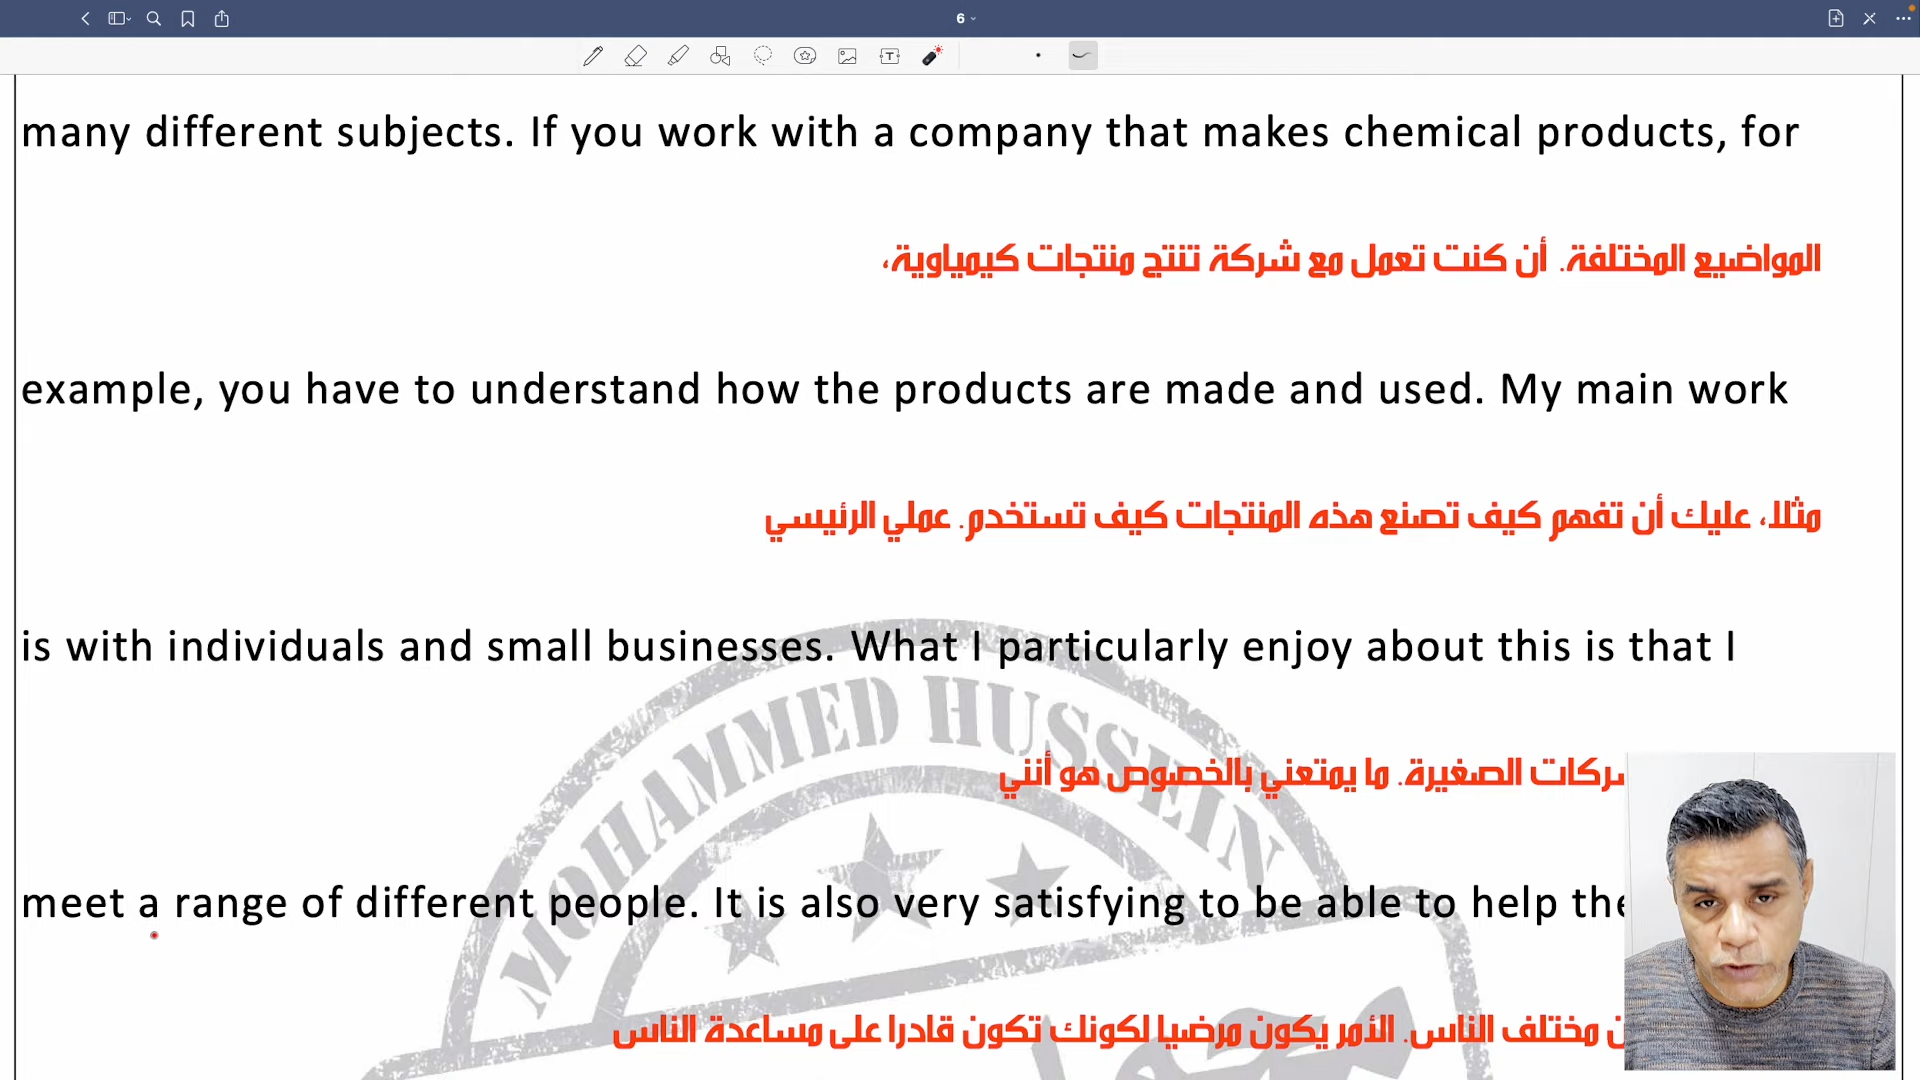 6
many different subjects. If you work with a company that makes chemical products, for
المواضيع المختلفة. أن كنت تعمل مع شركة تنتج منتجات كيمياوية،
example, you have to understand how the products are made and used. My main work
مثلا، عليك أن تفهم كيف تصنع هذه المنتجات كيف تستخدم. عملي الرئيسي
is with individuals and small businesses. What I particularly enjoy about this is that I
الصغيرة. ما يمتعني بالخصوص هو أنني
MOHAMMED HUSSEIN
meet a range of different people. It is also very satisfying to be able to help
مختلف الناس. الأمر يكون مرضيا لكونك تكون قادرا على مساعدة الناس